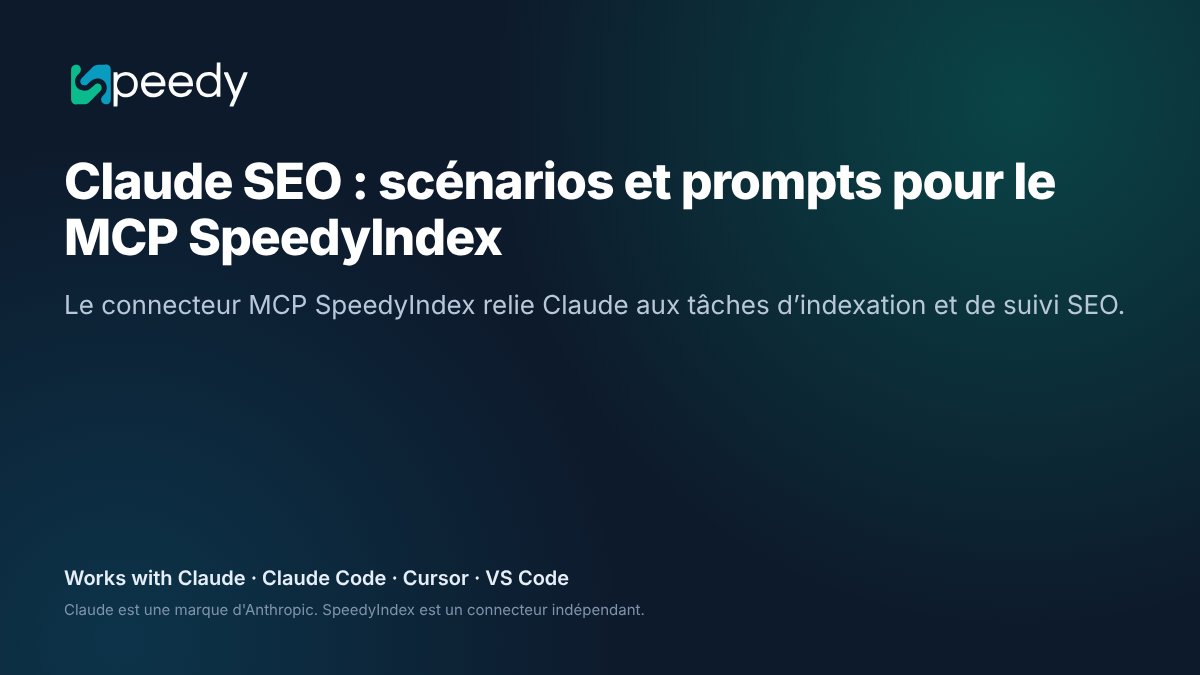 Speedy
Claude SEO : scénarios et prompts pour le
MCP SpeedyIndex
Le connecteur MCP SpeedyIndex relie Claude aux tâches d’indexation et de suivi SEO.
Works with Claude · Claude Code · Cursor · VS Code
Claude est une marque d'Anthropic. SpeedyIndex est un connecteur indépendant.